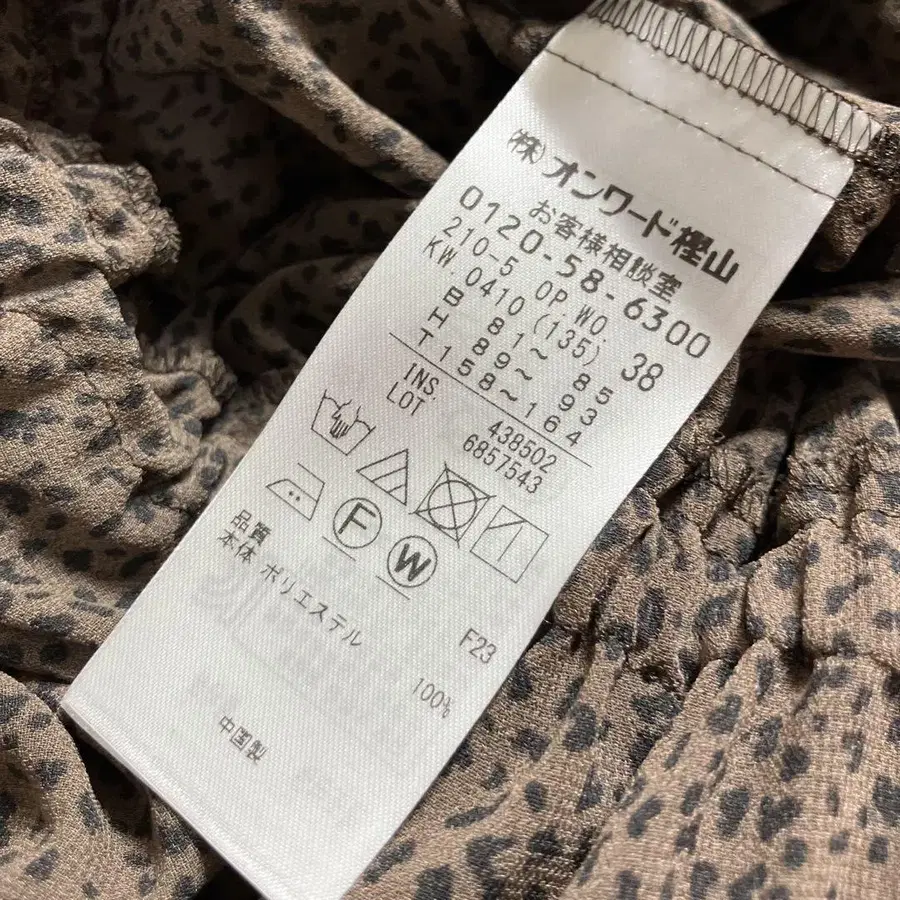 (株)オンワード樫山
お客様相談室
0120-58-6300
210-5 OP.WO.
KW.0410(135) 38
B 81~ 85
H 89~ 93
T158~164
INS. 438502
LOT 6857543
F W
品質 F23
本体 ポリエステル 100%
中国製